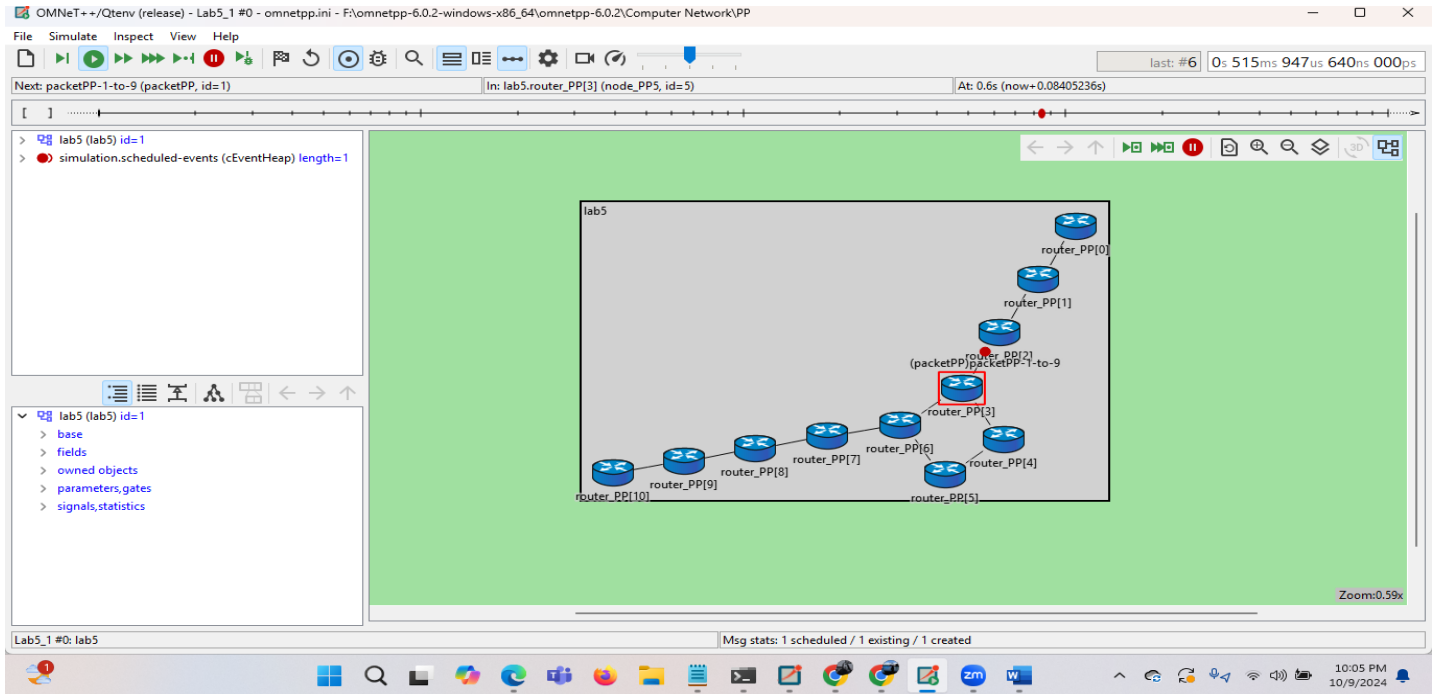 OMNeT++/Qtenv (release) - Lab5_1 #0 - omnetpp.ini - F:\omnetpp-6.0.2-windows-x86_64\omnetpp-6.0.2\Computer Network\PP
File Simulate Inspect View Help
last: #6 0s 515ms 947us 640ns 000ps
Next: packetPP-1-to-9 (packetPP, id=1) In: lab5.router_PP[3] (node_PP5, id=5) At: 0.6s (now+0.08405236s)
[ ]
lab5 (lab5) id=1
simulation.scheduled-events (cEventHeap) length=1
3D
lab5
router_PP[0]
router_PP[1]
router_PP[2]
(packetPP)packetPP-1-to-9
router_PP[3]
router_PP[6]
router_PP[7]
router_PP[4]
router_PP[8]
router_PP[9]
router_PP[10]
router_PP[5]
lab5 (lab5) id=1
base
fields
owned objects
parameters,gates
signals,statistics
Zoom:0.59x
Lab5_1 #0: lab5 Msg stats: 1 scheduled / 1 existing / 1 created
1
zm
W
10:05 PM
10/9/2024